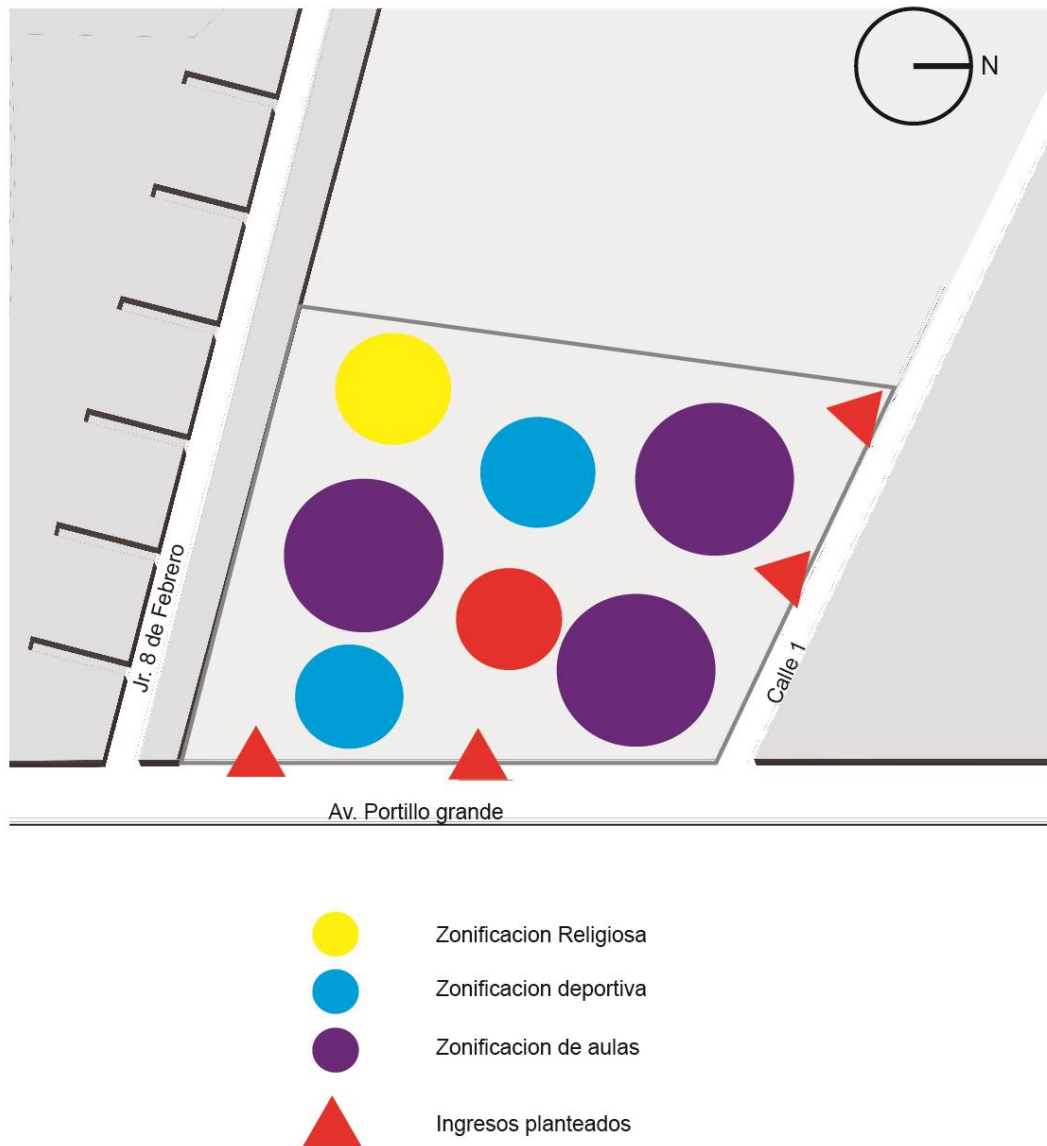 N
Jr. 8 de Febrero
Calle 1
Av. Portillo grande
Zonificacion Religiosa
Zonificacion deportiva
Zonificacion de aulas
Ingresos planteados